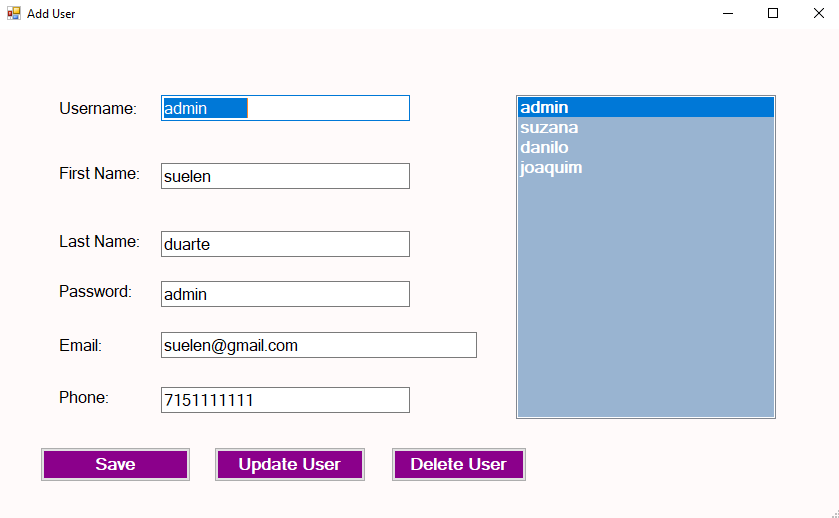 Add User
Username: admin
First Name: suelen
Last Name: duarte
Password: admin
Email: suelen@gmail.com
Phone: 7151111111
admin
suzana
danilo
joaquim
Save Update User Delete User